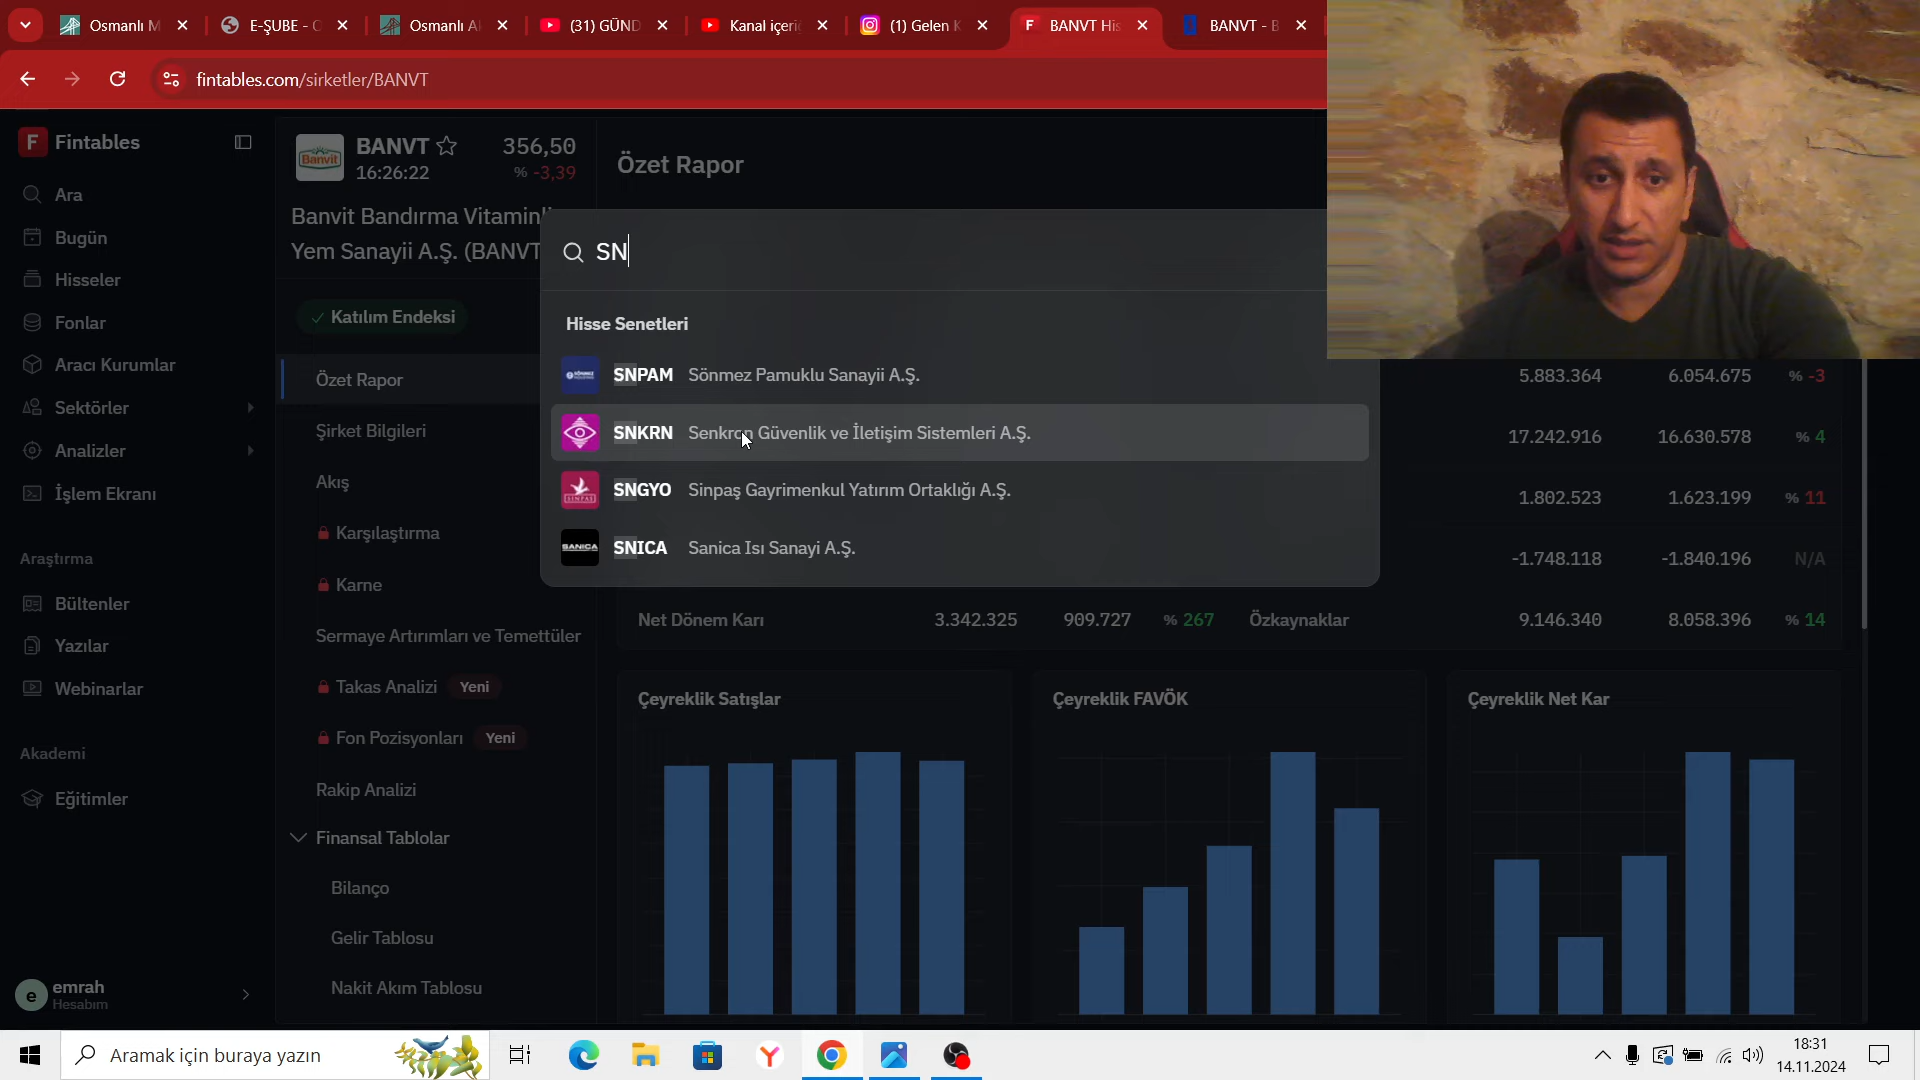 Osmanlı M
E-ŞUBE - O
Osmanlı A
(31) GÜND
Kanal içeriğ
(1) Gelen K
BANVT His
BANVT - B
fintables.com/sirketler/BANVT
Fintables
Ara
Bugün
Hisseler
Fonlar
Aracı Kurumlar
Sektörler
Analizler
İşlem Ekranı
Araştırma
Bültenler
Yazılar
Webinarlar
Akademi
Eğitimler
e
emrah
Hesabım
Banvit
BANVT
356,50
16:26:22
% -3,39
Banvit Bandırma Vitaminli
Yem Sanayii A.Ş. (BANVT
Katılım Endeksi
Özet Rapor
Şirket Bilgileri
Akış
Karşılaştırma
Karne
Sermaye Artırımları ve Temettüler
Takas Analizi Yeni
Fon Pozisyonları Yeni
Rakip Analizi
Finansal Tablolar
Bilanço
Gelir Tablosu
Nakit Akım Tablosu
Özet Rapor
SN
Hisse Senetleri
SNPAM Sönmez Pamuklu Sanayii A.Ş.
SNKRN Senkron Güvenlik ve İletişim Sistemleri A.Ş.
SINPAŞ SNGYO Sinpaş Gayrimenkul Yatırım Ortaklığı A.Ş.
SANICA SNICA Sanica Isı Sanayi A.Ş.
5.883.364 6.054.675 % -3
17.242.916 16.630.578 % 4
1.802.523 1.623.199 % 11
-1.748.118 -1.840.196 N/A
Net Dönem Karı 3.342.325 909.727 % 267 Özkaynaklar 9.146.340 8.058.396 % 14
Çeyreklik Satışlar
Çeyreklik FAVÖK
Çeyreklik Net Kar
Aramak için buraya yazın
18:31
14.11.2024